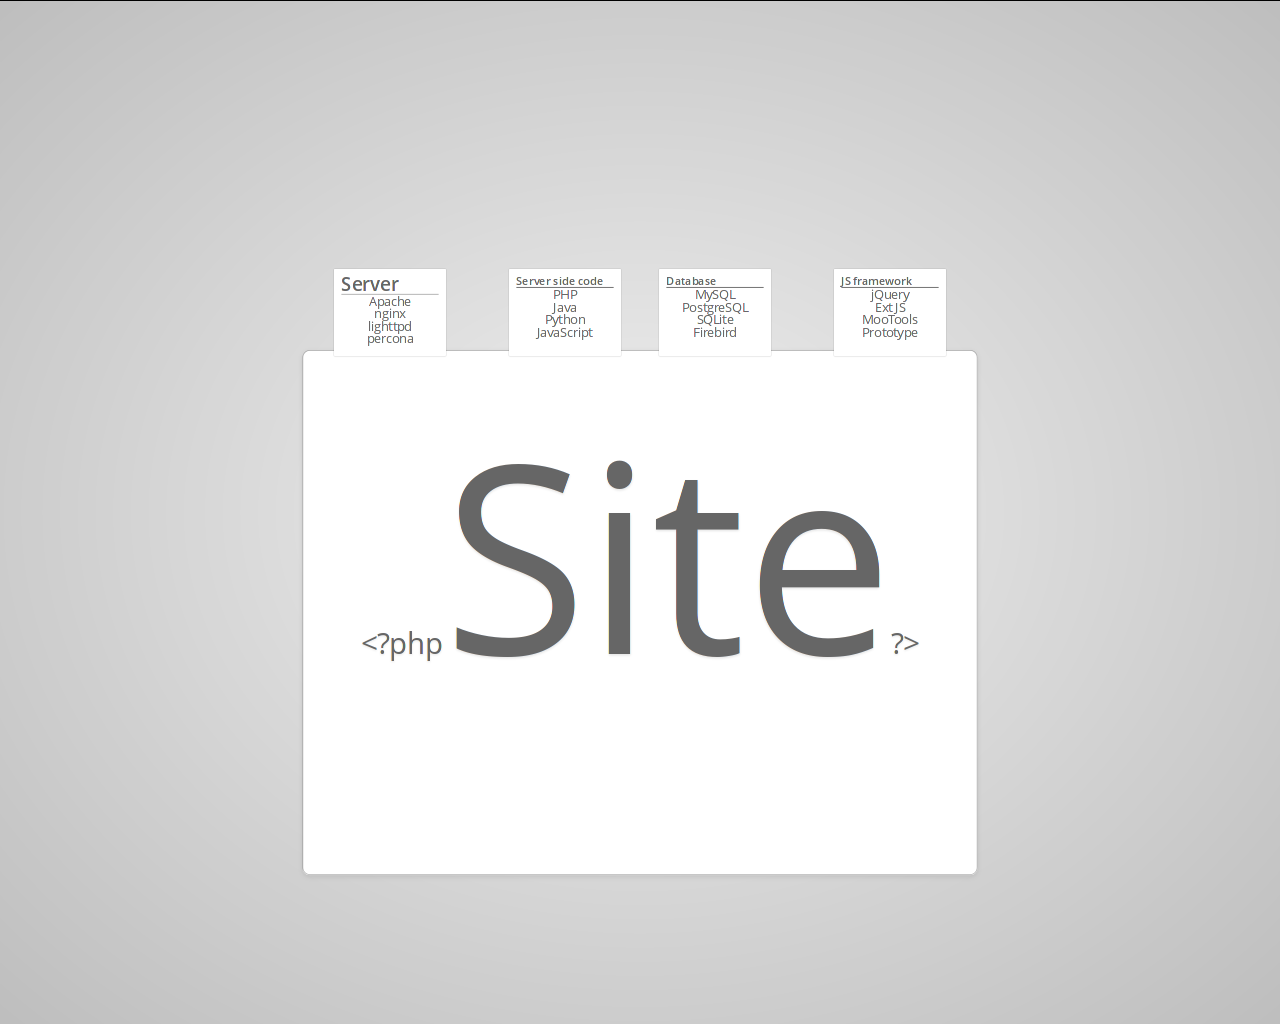 Server
Apache
nginx
lighttpd
percona
Server side code
PHP
Java
Python
JavaScript
Database
MySQL
PostgreSQL
SQLite
Firebird
JS framework
jQuery
Ext JS
MooTools
Prototype
<?php Site ?>